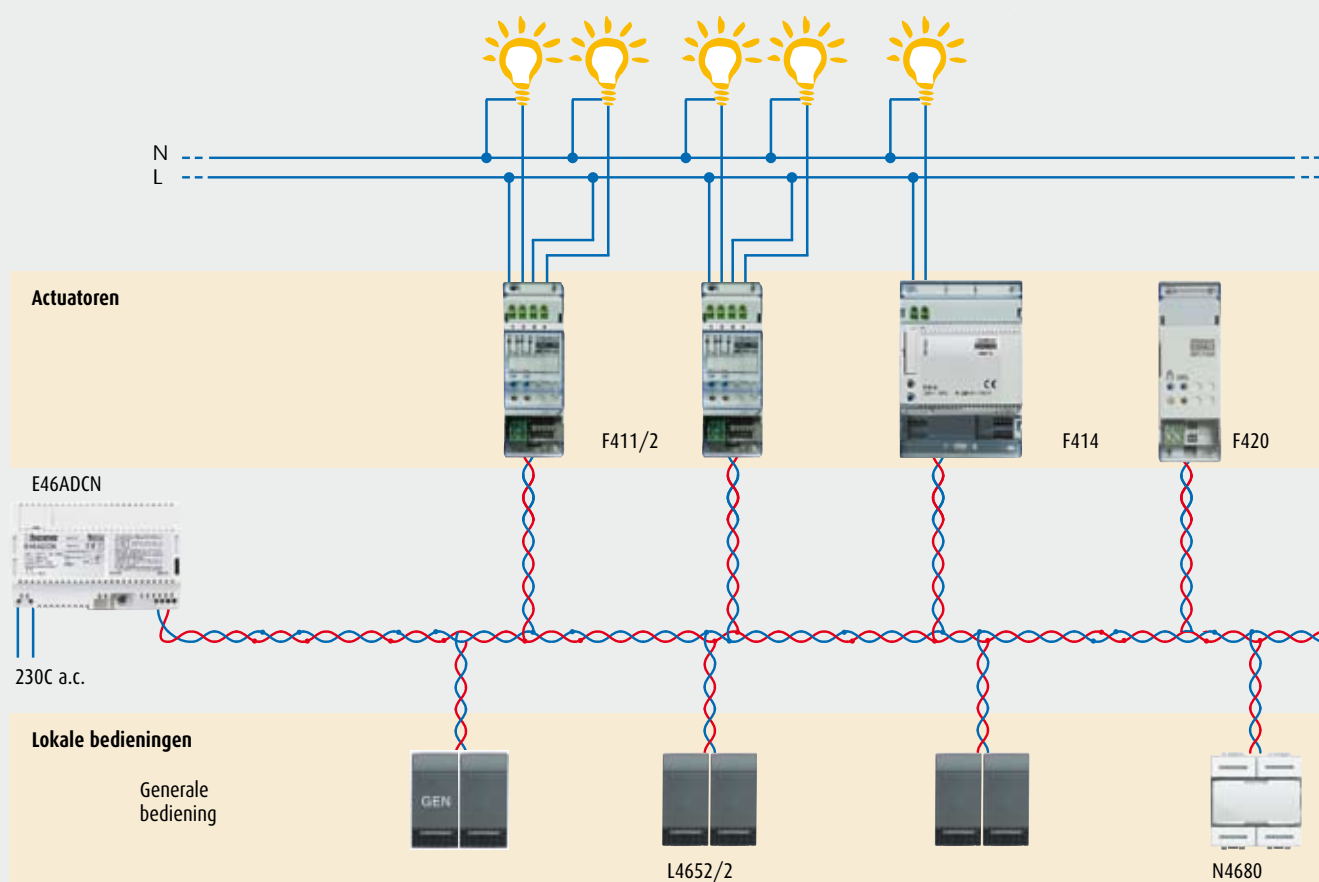 N
L
Actuatoren
F411/2
F414
F420
E46ADCN
230C a.c.
Lokale bedieningen
Generale
bediening
GEN
L4652/2
N4680